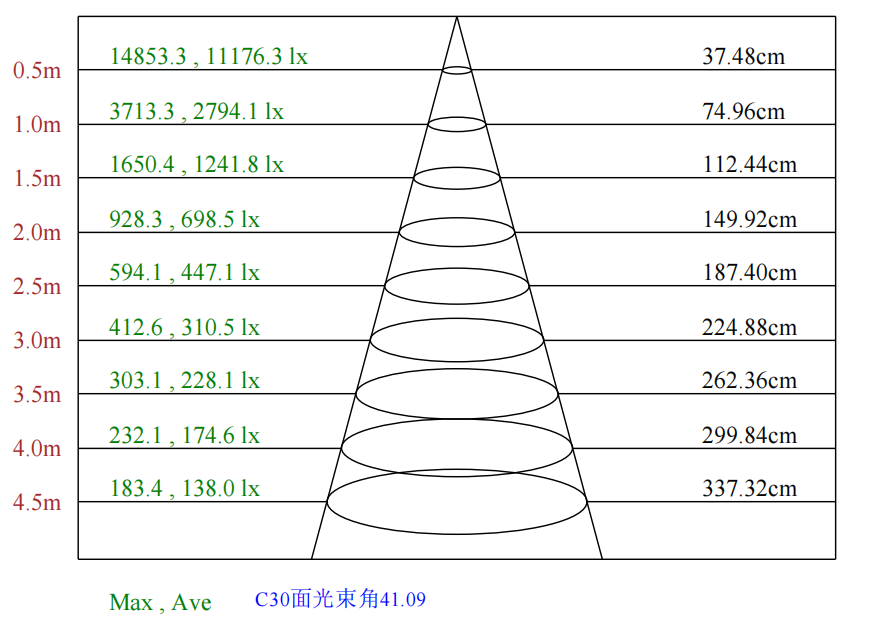 14853.3 , 11176.3 lx 37.48cm
0.5m
3713.3 , 2794.1 lx 74.96cm
1.0m
1650.4 , 1241.8 lx 112.44cm
1.5m
928.3 , 698.5 lx 149.92cm
2.0m
594.1 , 447.1 lx 187.40cm
2.5m
412.6 , 310.5 lx 224.88cm
3.0m
303.1 , 228.1 lx 262.36cm
3.5m
232.1 , 174.6 lx 299.84cm
4.0m
183.4 , 138.0 lx 337.32cm
4.5m
Max , Ave C30面光束角41.09